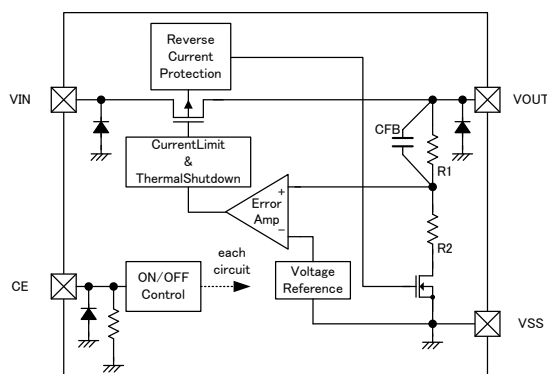 Reverse
Current
Protection
VIN
VOUT
CFB
CurrentLimit
&
ThermalShutdown
R1
+
Error
Amp
−
R2
each
circuit
CE
ON/OFF
Control
Voltage
Reference
VSS